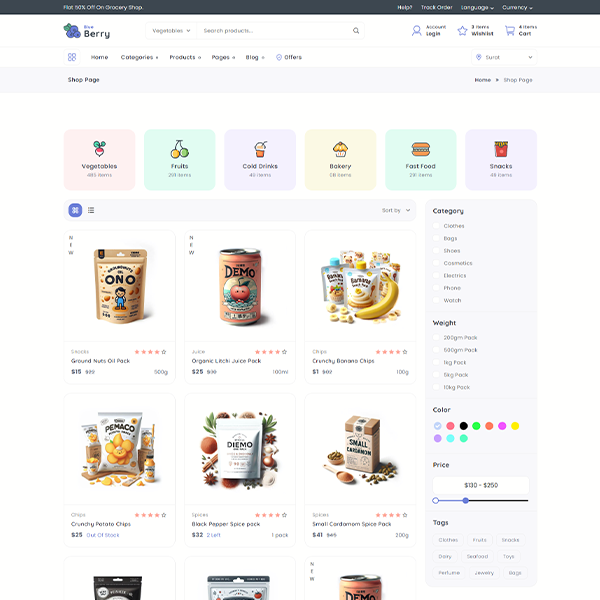 Flat 50% Off On Grocery Shop.
Help? Track Order Language Currency
Blue
Berry
Vegetables Search products...
Account
Login
3 items
Wishlist
4 items
Cart
Home Categories Products Pages Blog Offers
Surat
Shop Page
Home Shop Page
Vegetables
485 items
Fruits
291 items
Cold Drinks
49 items
Bakery
08 items
Fast Food
291 items
Snacks
49 items
Sort by
NEW
ONO
Snacks
Ground Nuts Oil Pack
$15 500g
NEW
DEMO
Juice
Organic Litchi Juice Pack
$25 $30 100ml
Banana
Chips
Crunchy Banana Chips
$1 $02 100g
PEMACO
Chips
Crunchy Potato Chips
$25 Out Of Stock
DIEMO
Spices
Black Pepper Spice pack
$32 2 Left 1 pack
SMALL
CARDAMON
Spices
Small Cardamom Spice Pack
$41 $45 200g
NEW
DEMO
Category
Clothes
Bags
Shoes
Cosmetics
Electrics
Phone
Watch
Weight
200gm Pack
500gm Pack
1kg Pack
5kg Pack
10kg Pack
Color
Price
$130 - $250
Tags
Clothes Fruits Snacks
Dairy Seafood Toys
Perfume Jewelry Bags